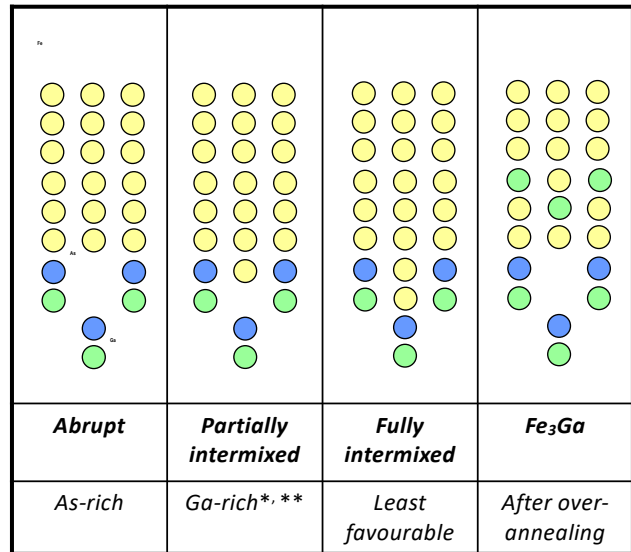 Fe
As
Ga
Abrupt
Partially
intermixed
Fully
intermixed
Fe₃Ga
As-rich
Ga-rich*, **
Least
favourable
After over-
annealing